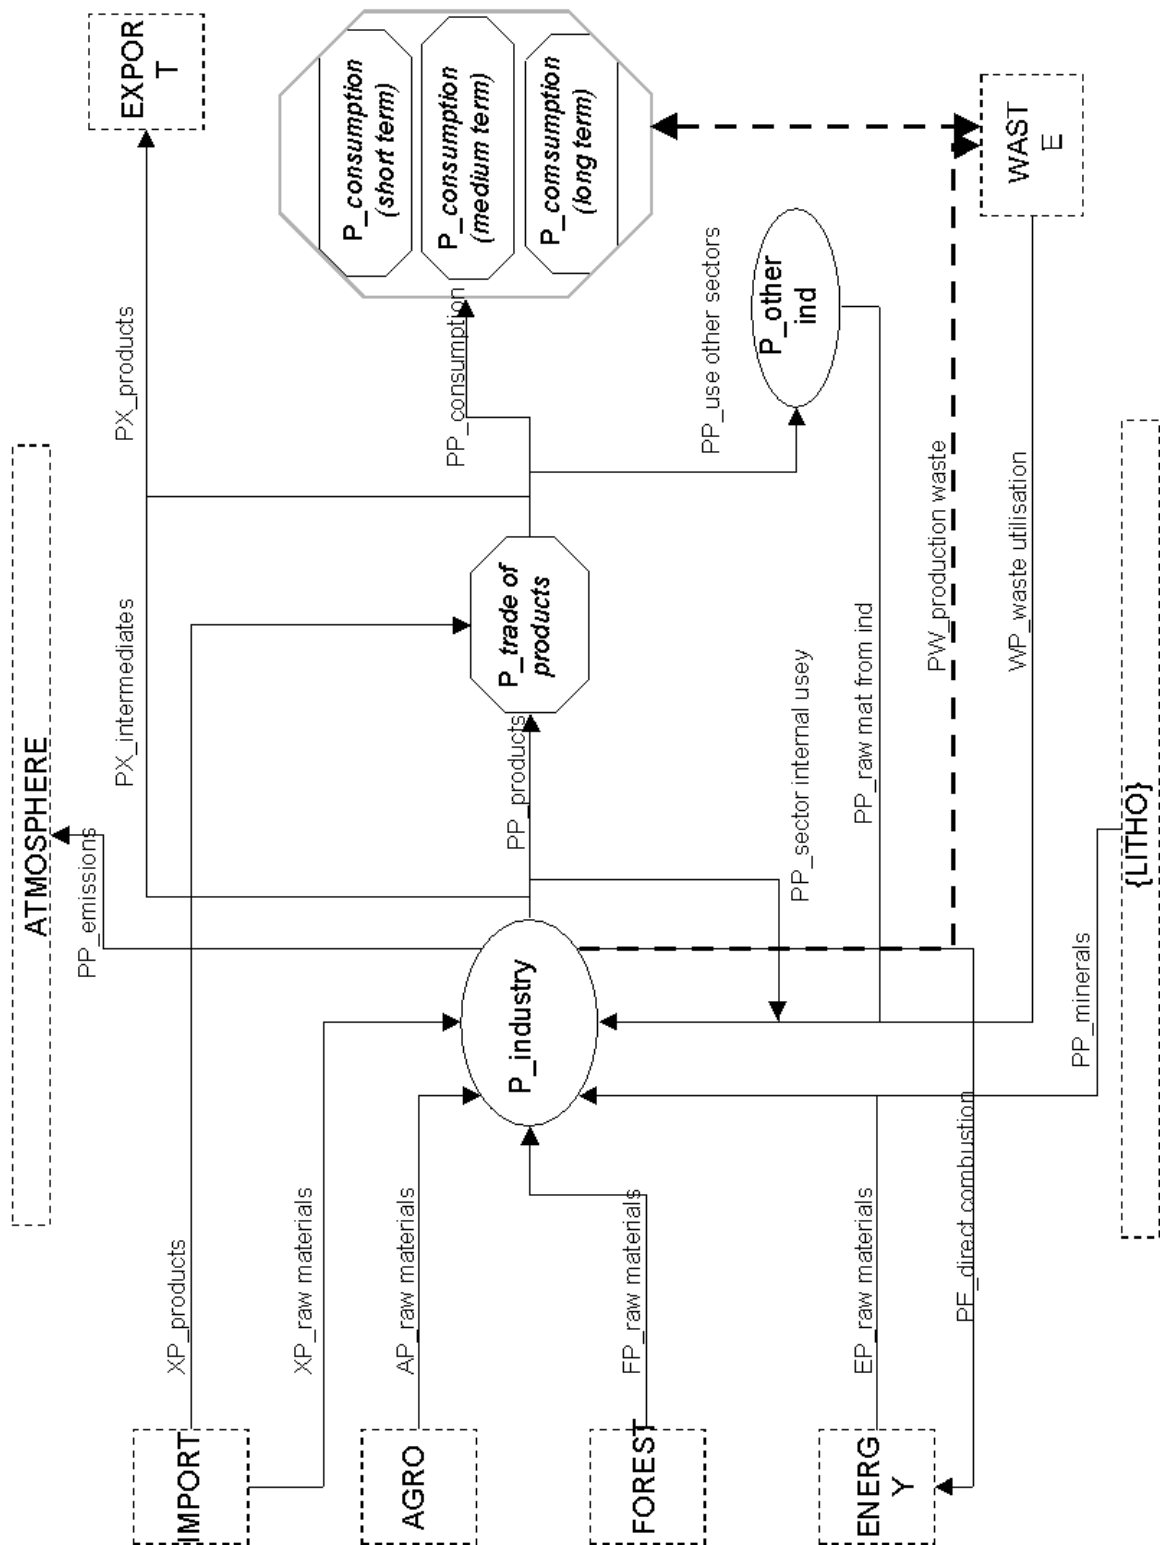 ATMOSPHERE
EXPOR
T
PX_intermediates
PX_products
PP_emissions
XP_products
XP_raw materials
IMPORT
AP_raw materials
AGRO
P_industry
PP_products
P_trade of
products
PP_consumption
P_consumption
(short term)
P_consumption
(medium term)
P_comsumption
(long term)
FP_raw materials
FOREST
PP_sector internal usey
PP_use other sectors
P_other
ind
EP_raw materials
ENERG
Y
PP_raw mat from ind
PW_production waste
PE_direct combustion
WP_waste utilisation
WAST
E
PP_minerals
{LITHO}